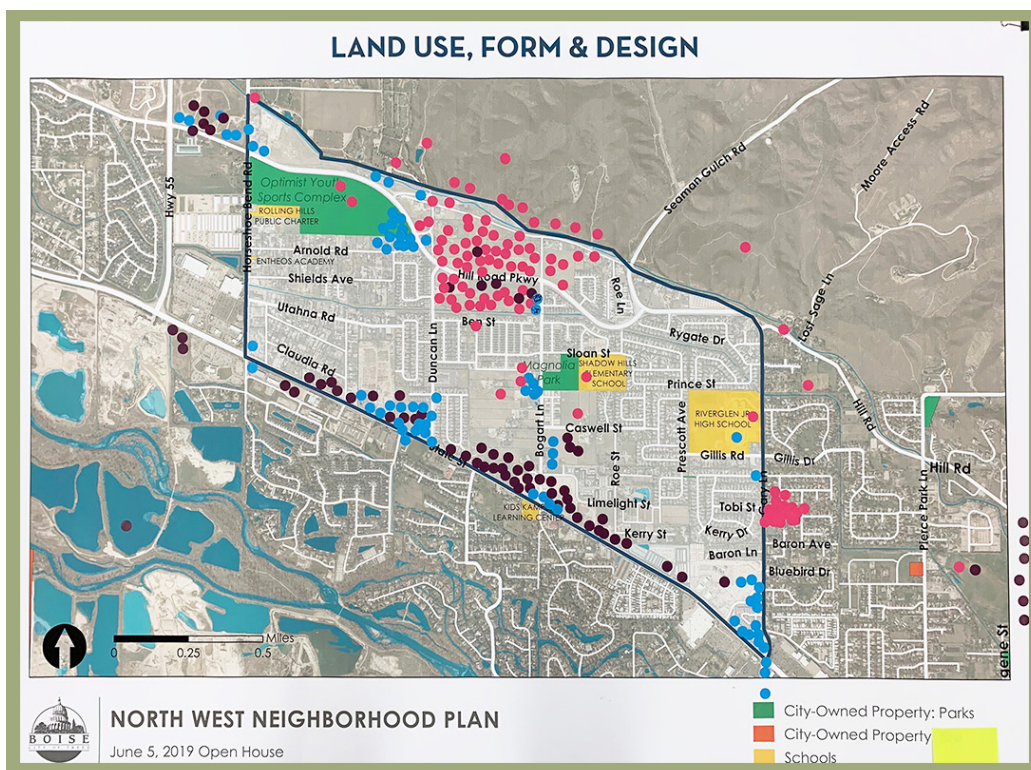 LAND USE, FORM & DESIGN
Hwy 55
Horseshoe Bend Rd
Optimist Youth
Sports Complex
ROLLING HILLS
PUBLIC CHARTER
Arnold Rd
ENTHEOS ACADEMY
Shields Ave
Utahna Rd
Claudia Rd
Duncan Ln
Hill Road Pkwy
Ben St
Roe Ln
Seaman Gulch Rd
Moore Access Rd
Lost Sage Ln
Rygate Dr
Sloan St
Magnolia
Park
SHADOW HILLS
ELEMENTARY
SCHOOL
Prince St
Prescott Ave
RIVERGLEN JR
HIGH SCHOOL
Hill Rd
Bogart Ln
Caswell St
Roe St
Gillis Rd
Gillis Dr
Hill Rd
State St
KIDS KAMPUS
LEARNING CENTER
Limelight St
Kerry St
Tobi St
Gary Ln
Kerry Dr
Baron Ln
Baron Ave
Bluebird Dr
Pierce Park Ln
gene St
Miles
0 0.25 0.5
BOISE
NORTH WEST NEIGHBORHOOD PLAN
June 5, 2019 Open House
City-Owned Property: Parks
City-Owned Property
Schools